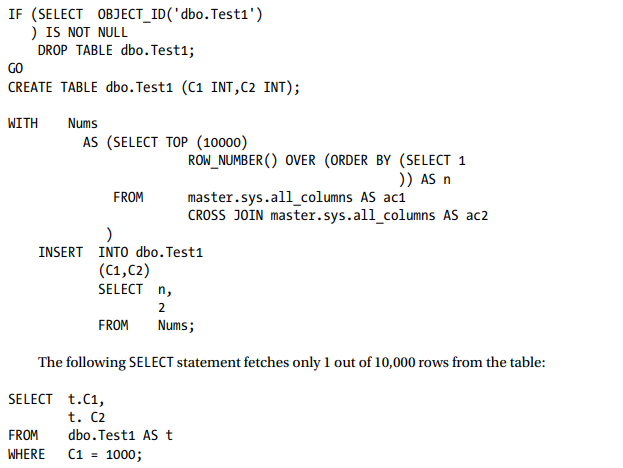 IF (SELECT OBJECT_ID('dbo.Test1')
) IS NOT NULL
DROP TABLE dbo.Test1;
GO
CREATE TABLE dbo.Test1 (C1 INT,C2 INT);
WITH Nums
AS (SELECT TOP (10000)
ROW_NUMBER() OVER (ORDER BY (SELECT 1
)) AS n
FROM master.sys.all_columns AS ac1
CROSS JOIN master.sys.all_columns AS ac2
)
INSERT INTO dbo.Test1
(C1,C2)
SELECT n,
2
FROM Nums;
The following SELECT statement fetches only 1 out of 10,000 rows from the table:
SELECT t.C1,
t. C2
FROM dbo.Test1 AS t
WHERE C1 = 1000;